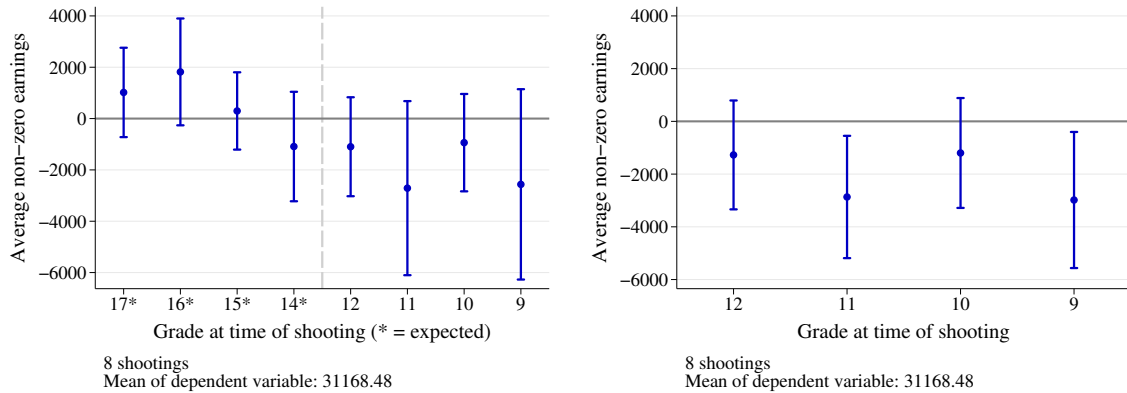 Average non−zero earnings
4000
2000
0
−2000
−4000
−6000
17* 16* 15* 14* 12 11 10 9
Grade at time of shooting (* = expected)
8 shootings
Mean of dependent variable: 31168.48
Average non−zero earnings
4000
2000
0
−2000
−4000
−6000
12 11 10 9
Grade at time of shooting
8 shootings
Mean of dependent variable: 31168.48